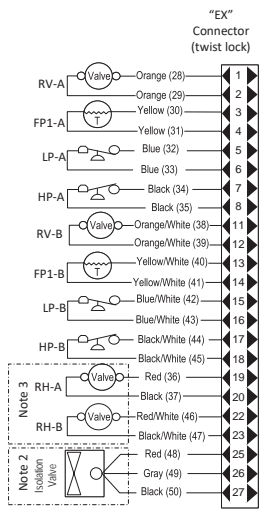 “EX”
Connector
(twist lock)
RV-A
Valve
Orange (28)
1
Orange (29)
2
FP1-A
T
Yellow (30)
3
Yellow (31)
4
LP-A
Blue (32)
5
Blue (33)
6
HP-A
Black (34)
7
Black (35)
8
RV-B
Valve
Orange/White (38)
11
Orange/White (39)
12
FP1-B
T
Yellow/White (40)
13
Yellow/White (41)
14
LP-B
Blue/White (42)
15
Blue/White (43)
16
HP-B
Black/White (44)
17
Black/White (45)
18
Note 3
RH-A
Valve
Red (36)
19
Black (37)
20
RH-B
Valve
Red/White (46)
22
Black/White (47)
23
Note 2
Isolation
Valve
Red (48)
25
Gray (49)
26
Black (50)
27